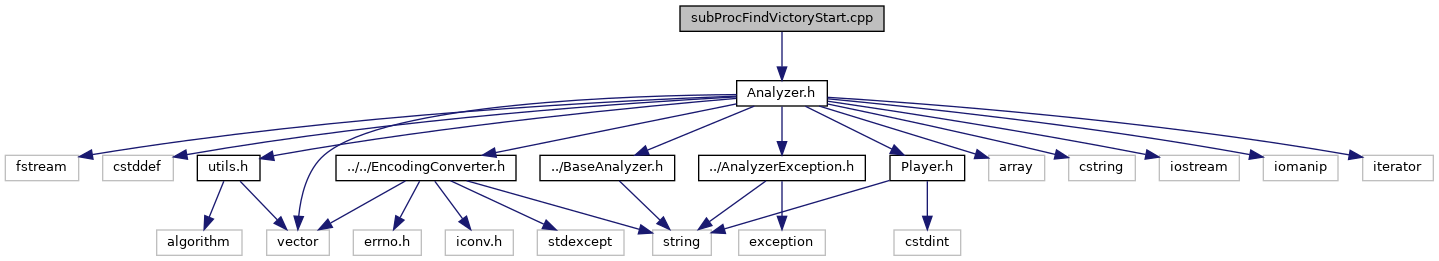 subProcFindVictoryStart.cpp
Analyzer.h
fstream
cstddef
utils.h
../../EncodingConverter.h
../BaseAnalyzer.h
../AnalyzerException.h
Player.h
array
cstring
iostream
iomanip
iterator
algorithm
vector
errno.h
iconv.h
stdexcept
string
exception
cstdint